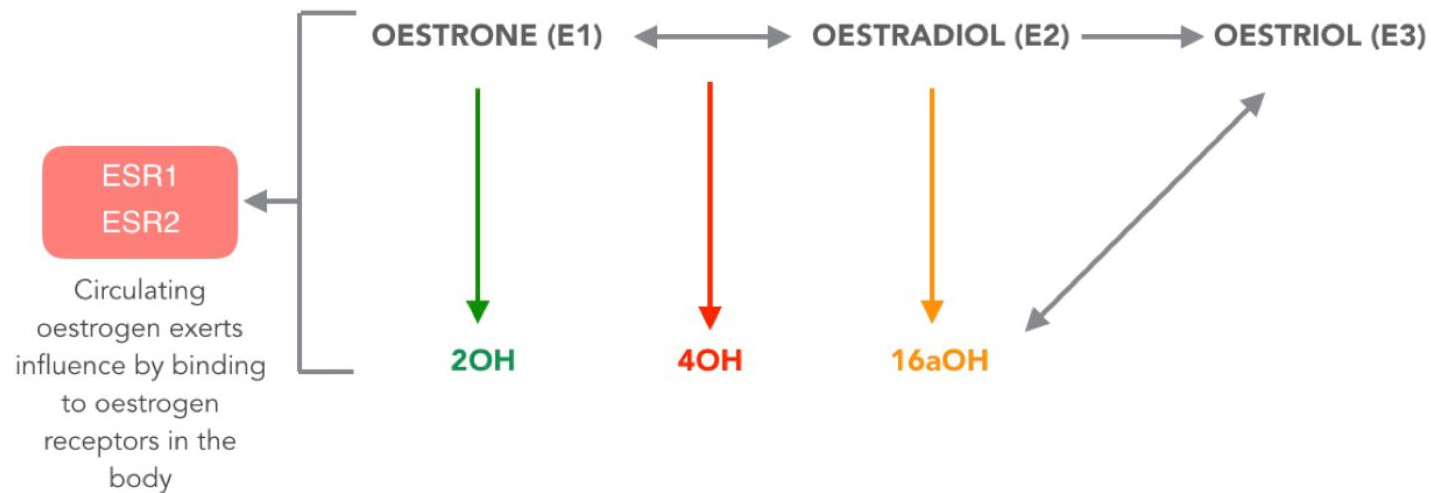 OESTRONE (E1)
OESTRADIOL (E2)
OESTRIOL (E3)
ESR1
ESR2
Circulating
oestrogen exerts
influence by binding
to oestrogen
receptors in the
body
2OH
4OH
16aOH